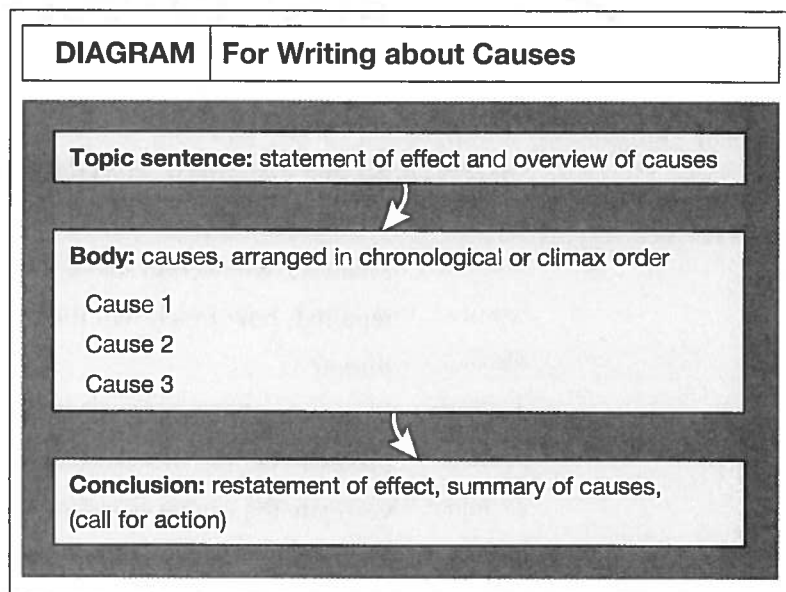 DIAGRAM For Writing about Causes
Topic sentence: statement of effect and overview of causes
Body: causes, arranged in chronological or climax order
Cause 1
Cause 2
Cause 3
Conclusion: restatement of effect, summary of causes,
(call for action)